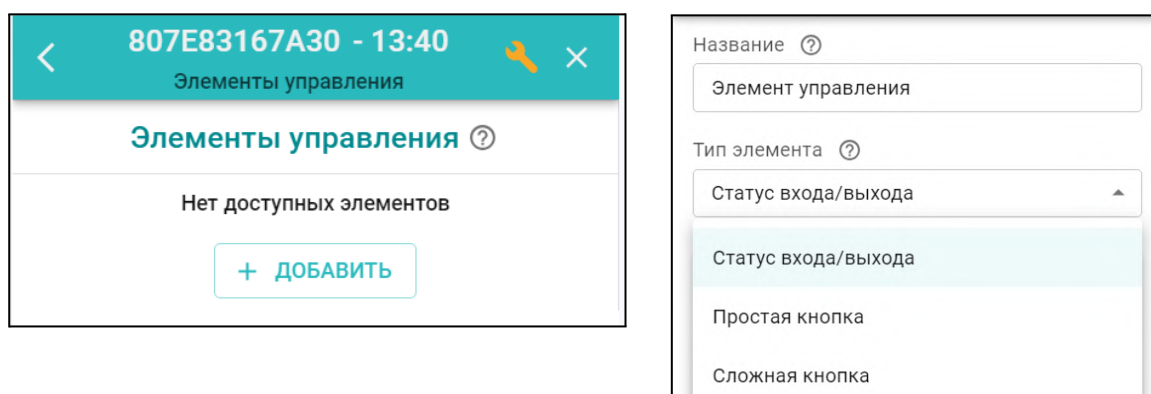 807E83167A30 - 13:40
Элементы управления
Элементы управления
Нет доступных элементов
+ ДОБАВИТЬ
Название
Элемент управления
Тип элемента
Статус входа/выхода
Статус входа/выхода
Простая кнопка
Сложная кнопка